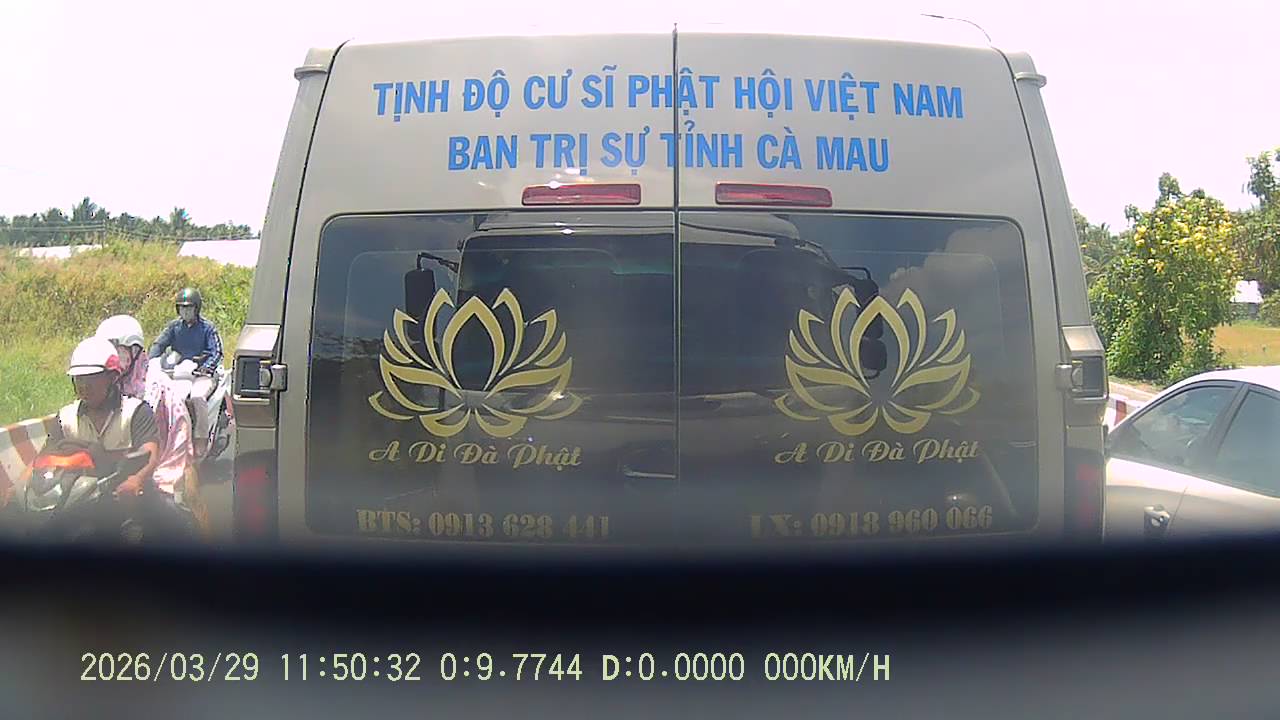 TỊNH ĐỘ CƯ SĨ PHẬT HỘI VIỆT NAM
BAN TRỊ SỰ TỈNH CÀ MAU
A Di Đà Phật
A Di Đà Phật
BTS: 0913 628 441
LX: 0918 960 066
2026/03/29 11:50:32 0:9.7744 D:0.0000 000KM/H